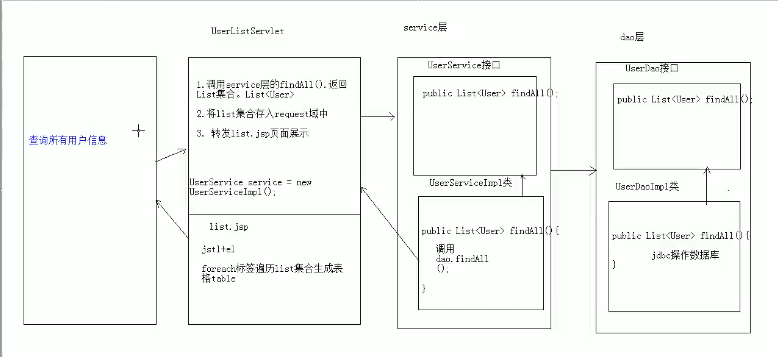 UserListServlet
service层
dao层
查询所有用户信息
1.调用service层的findAll().返回
List集合。List<User>
2.将list集合存入request域中
3. 转发list.jsp页面展示
UserService service = new
UserServiceImpl();
list.jsp
jstl+el
foreach标签遍历list集合生成表
格table
UserService接口
public List<User> findAll();
UserServiceImpl类
public List<User> findAll(){
调用
dao.findAll
();
}
UserDao接口
public List<User> findAll();
UserDaoImpl类
public List<User> findAll(){
jdbc操作数据库
}